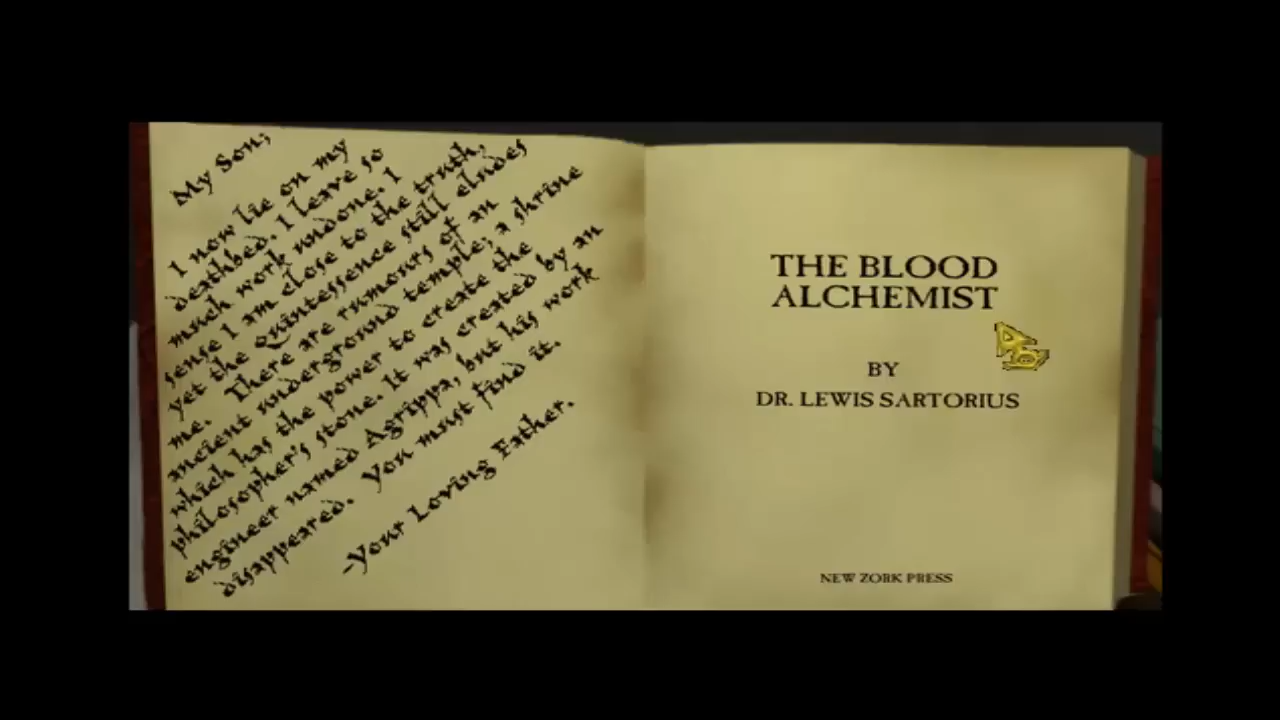 My Son;
I now lie on my
deathbed. I leave so
much work undone. I
sense I am close to the truth,
yet the Quintessence still eludes
me. There are rumours of an
ancient underground temple; a shrine
which has the power to create the
philosopher's stone. It was created by an
engineer named Agrippa, but his work
disappeared. You must find it.
-Your Loving Father.
THE BLOOD
ALCHEMIST
BY
DR. LEWIS SARTORIUS
NEW ZORK PRESS